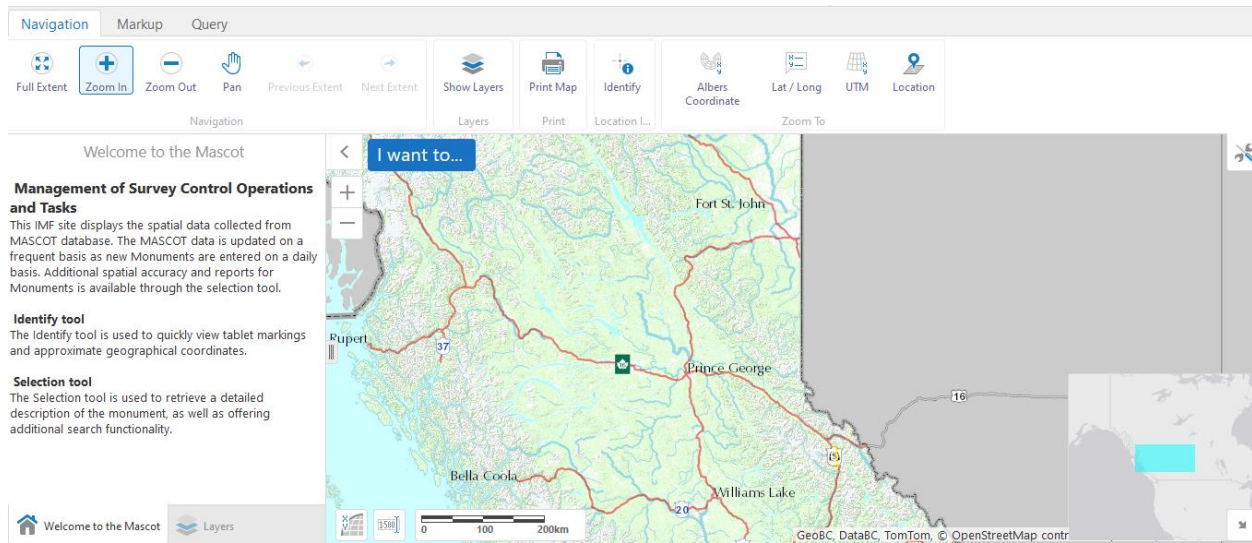 Navigation Markup Query
Full Extent Zoom In Zoom Out Pan Previous Extent Next Extent Show Layers Print Map Identify Albers Coordinate Lat / Long UTM Location
Navigation Layers Print Location I... Zoom To
Welcome to the Mascot
Management of Survey Control Operations
and Tasks
This IMF site displays the spatial data collected from
MASCOT database. The MASCOT data is updated on a
frequent basis as new Monuments are entered on a daily
basis. Additional spatial accuracy and reports for
Monuments is available through the selection tool.
Identify tool
The Identify tool is used to quickly view tablet markings
and approximate geographical coordinates.
Selection tool
The Selection tool is used to retrieve a detailed
description of the monument, as well as offering
additional search functionality.
Welcome to the Mascot Layers
I want to...
Fort St. John
Rupert
37
Prince George
16
Bella Coola
Williams Lake
20
0 100 200km
GeoBC, DataBC, TomTom, © OpenStreetMap contr